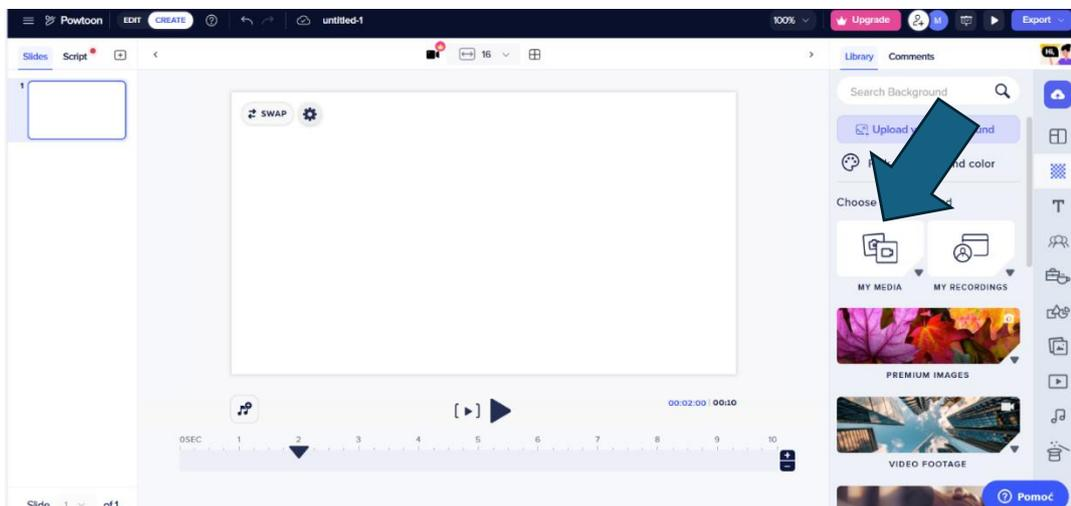 Powtoon EDIT CREATE untitled-1 100% Upgrade M Export
Slides Script 16 Library Comments
1
Search Background
SWAP
Upload
color
Choose
MY MEDIA MY RECORDINGS
PREMIUM IMAGES
00:02:00 | 00:10
0SEC 1 2 3 4 5 6 7 8 9 10
VIDEO FOOTAGE
Slide 1 of 1
Pomoć